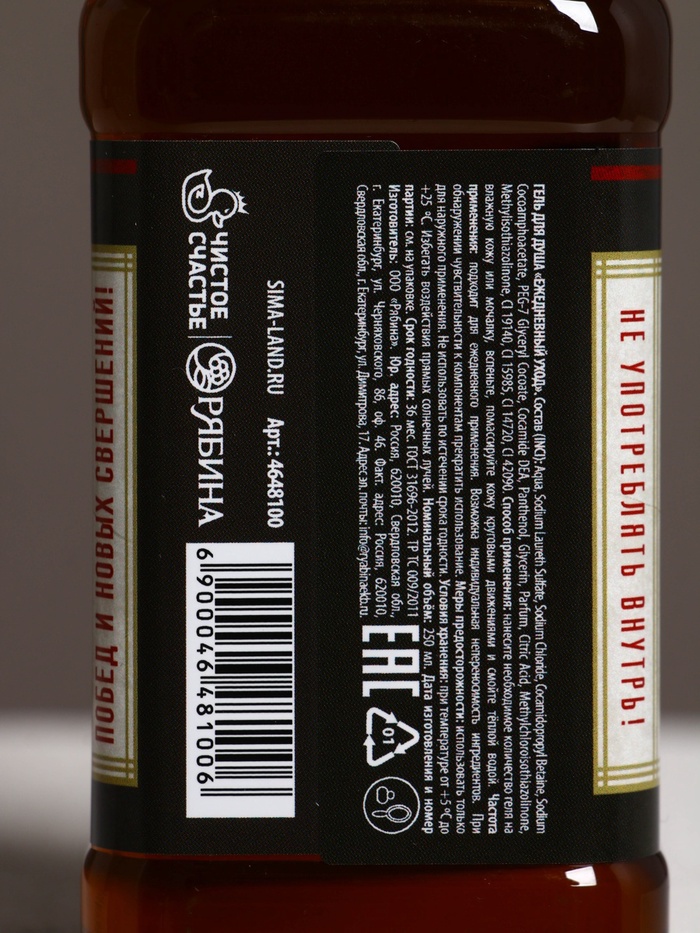 НЕ УПОТРЕБЛЯТЬ ВНУТРЬ!
ГЕЛЬ ДЛЯ ДУША «ЕЖЕДНЕВНЫЙ УХОД». Состав (INCI): Aqua, Sodium Laureth Sulfate, Sodium Chloride, Cocamidopropyl Betaine, Sodium
Cocoamphoacetate, PEG-7 Glyceryl Cocoate, Cocamide DEA, Panthenol, Glycerin, Parfum, Citric Acid, Methylchloroisothiazolinone,
Methylisothiazolinone, CI 19140, CI 15985, CI 14720, CI 42090. Способ применения: нанесите необходимое количество геля на
влажную кожу или мочалку, вспеньте, помассируйте кожу круговыми движениями и смойте тёплой водой. Частота
применения: подходит для ежедневного применения. Возможна индивидуальная непереносимость ингредиентов. При
обнаружении чувствительности к компонентам прекратить использование. Меры предосторожности: использовать только
для наружного применения. Не использовать по истечении срока годности. Условия хранения: при температуре от +5 °С до
+25 °С. Избегать воздействия прямых солнечных лучей. Номинальный объём: 250 мл. Дата изготовления и номер
партии: см. на упаковке. Срок годности: 36 мес. ГОСТ 31696-2012. ТР ТС 009/2011
Изготовитель: ООО «Рябина». Юр. адрес: Россия, 620010, Свердловская обл.,
г. Екатеринбург, ул. Черняховского, 86, оф. 46. Факт. адрес: Россия, 620010,
Свердловская обл., г. Екатеринбург, ул. Димитрова, 17. Адрес эл. почты: info@ryabinaekb.ru
EAC
01
SIMA-LAND.RU Арт.: 4648100
ЧИСТОЕ
СЧАСТЬЕ
РЯБИНА
6 900046 481006
ПОБЕД И НОВЫХ СВЕРШЕНИЙ!